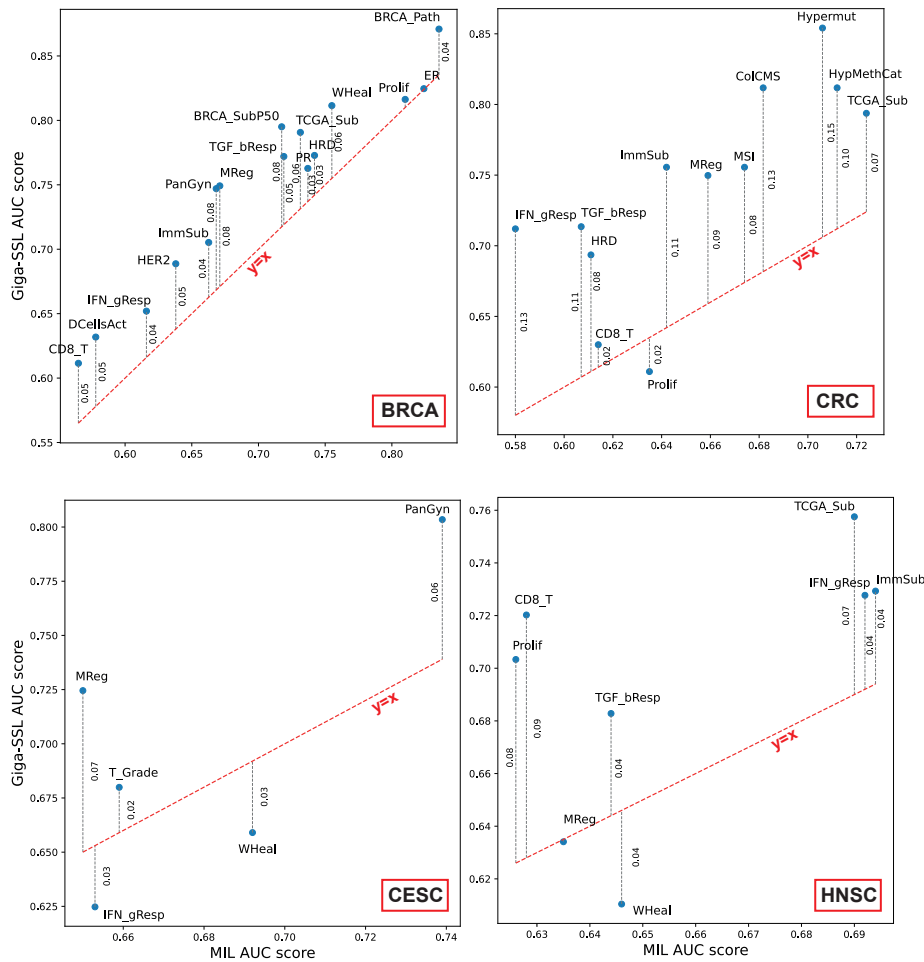 BRCA_Path
0.04
ER
Prolif
WHeal
0.06
BRCA_SubP50
TCGA_Sub
TGF_bResp
HRD
PR
0.08
0.05
0.06
0.03
0.03
MReg
PanGyn
0.08
0.08
ImmSub
0.04
HER2
0.05
IFN_gResp
0.04
DCellsAct
0.05
CD8_T
0.05
y=x
BRCA
Giga-SSL AUC score
0.85
0.80
0.75
0.70
0.65
0.60
0.55
0.60
0.65
0.70
0.75
0.80
Hypermut
0.15
ColCMS
0.13
HypMethCat
0.10
TCGA_Sub
0.07
ImmSub
0.11
MReg
0.09
MSI
0.08
IFN_gResp
0.13
TGF_bResp
0.11
HRD
0.08
CD8_T
0.02
0.02
Prolif
y=x
CRC
0.85
0.80
0.75
0.70
0.65
0.60
0.58
0.60
0.62
0.64
0.66
0.68
0.70
0.72
PanGyn
0.06
MReg
0.07
T_Grade
0.02
0.03
WHeal
0.03
IFN_gResp
y=x
CESC
Giga-SSL AUC score
0.800
0.775
0.750
0.725
0.700
0.675
0.650
0.625
0.66
0.68
0.70
0.72
0.74
MIL AUC score
TCGA_Sub
0.07
IFN_gResp
0.04
ImmSub
0.04
CD8_T
0.09
Prolif
0.08
TGF_bResp
0.04
MReg
0.04
WHeal
y=x
HNSC
0.76
0.74
0.72
0.70
0.68
0.66
0.64
0.62
0.63
0.64
0.65
0.66
0.67
0.68
0.69
MIL AUC score